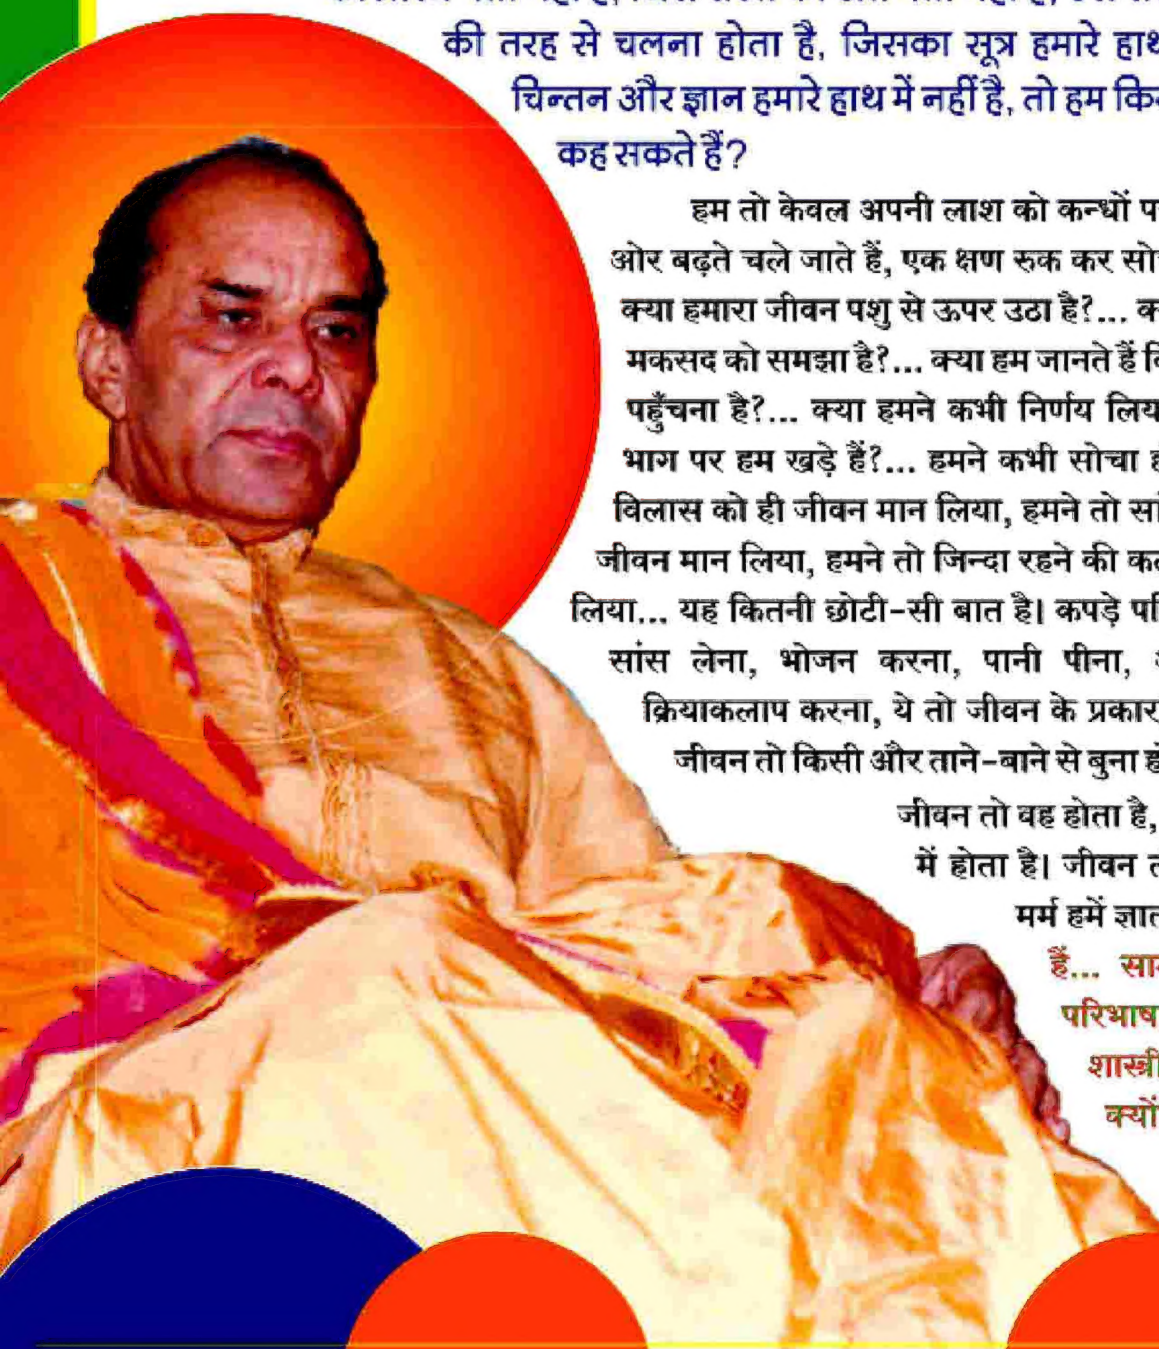 की तरह से चलना होता है, जिसका सूत्र हमारे हाथ
चिन्तन और ज्ञान हमारे हाथ में नहीं है, तो हम
कह सकते हैं?
हम तो केवल अपनी लाश को कन्धों
ओर बढ़ते चले जाते हैं, एक क्षण रुक कर
क्या हमारा जीवन पशु से ऊपर उठा है?...
मकसद को समझा है?... क्या हम जानते हैं
पहुँचना है?... क्या हमने कभी निर्णय
भाग पर हम खड़े हैं?... हमने कभी सोचा
विलास को ही जीवन मान लिया, हमने तो
जीवन मान लिया, हमने तो जिन्दा रहने की
लिया... यह कितनी छोटी-सी बात है। कपड़े
सांस लेना, भोजन करना, पानी पीना,
क्रियाकलाप करना, ये तो जीवन के प्रकार
जीवन तो किसी और ताने-बाने से बुना
जीवन तो वह होता है,
में होता है। जीवन
मर्म हमें
हैं...
क्यों